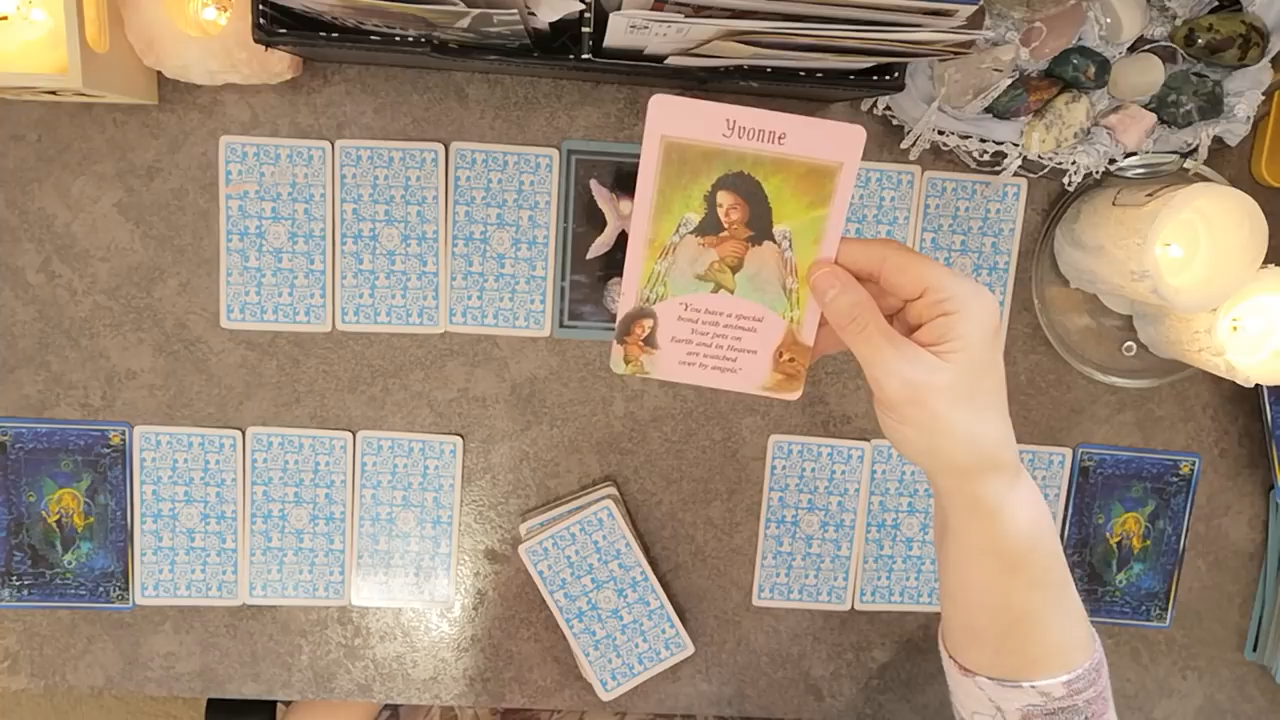 Yvonne
"You have a special
bond with animals.
Your pets on
Earth and in Heaven
are watched
over by angels."